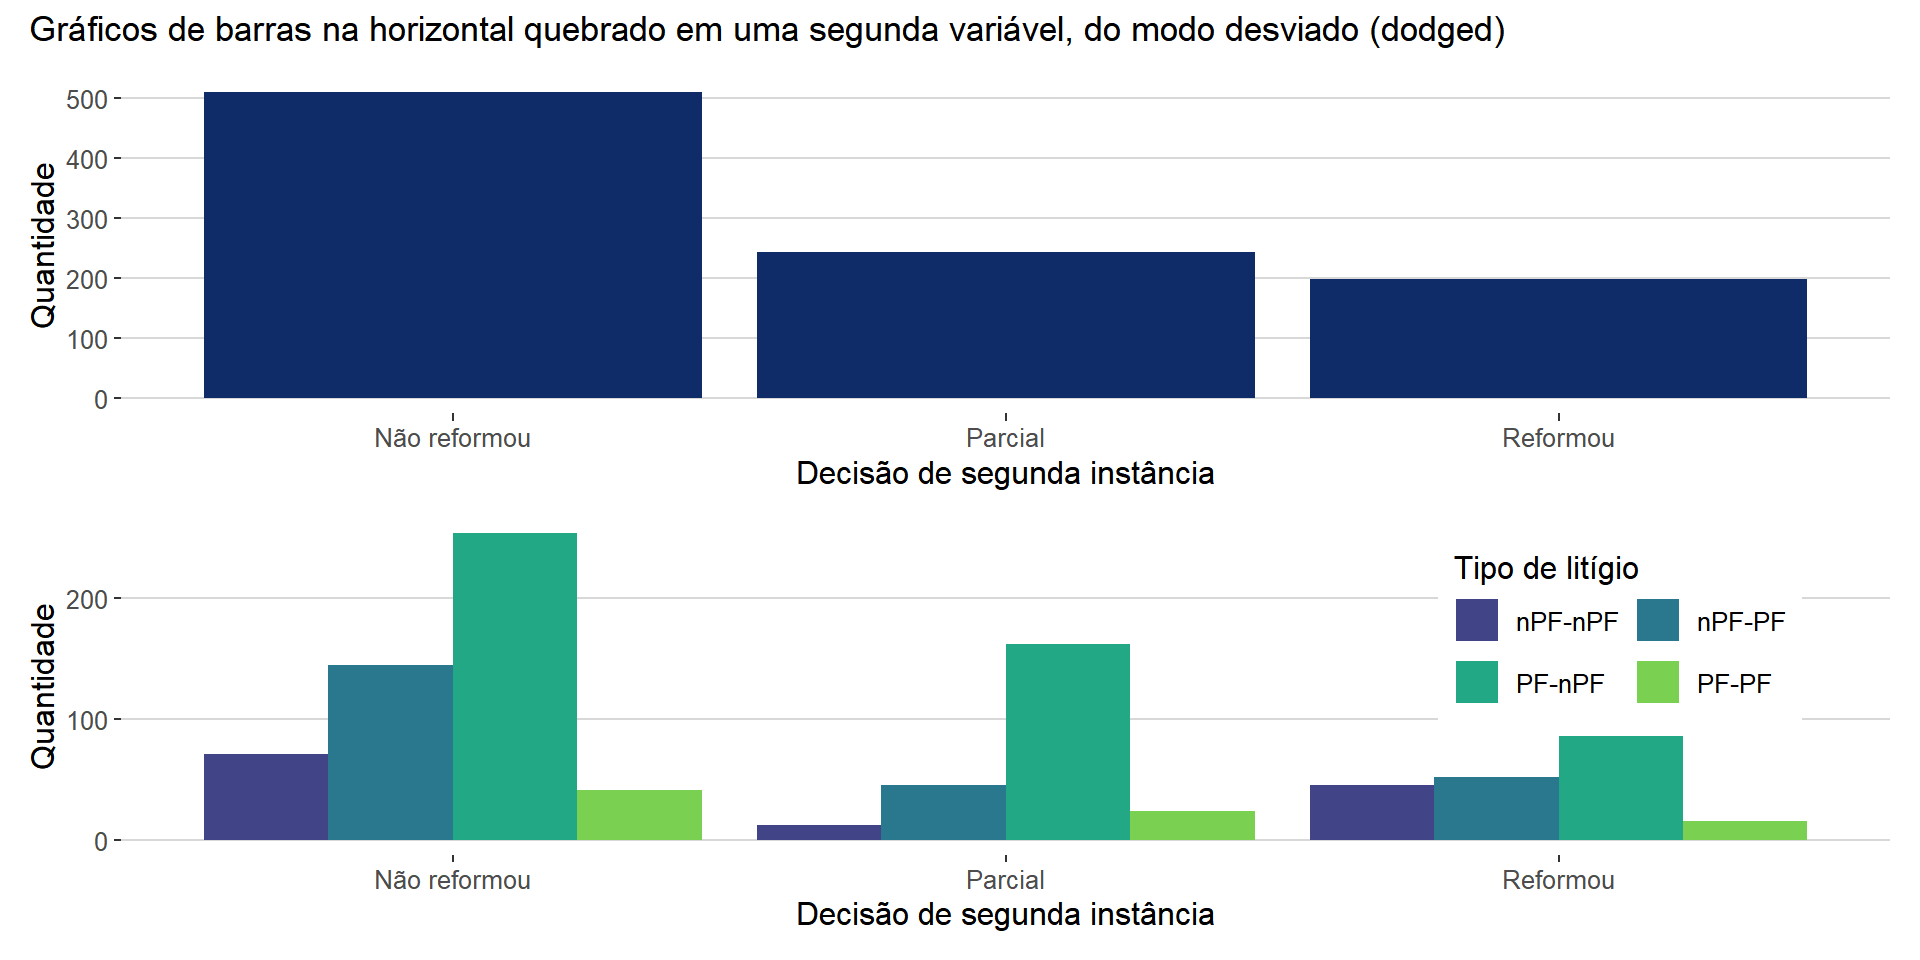 Gráficos de barras na horizontal quebrado em uma segunda variável, do modo desviado (dodged)
Quantidade
500
400
300
200
100
0
Não reformou Parcial Reformou
Decisão de segunda instância
Quantidade
200
100
0
Tipo de litígio
nPF-nPF nPF-PF
PF-nPF PF-PF
Não reformou Parcial Reformou
Decisão de segunda instância